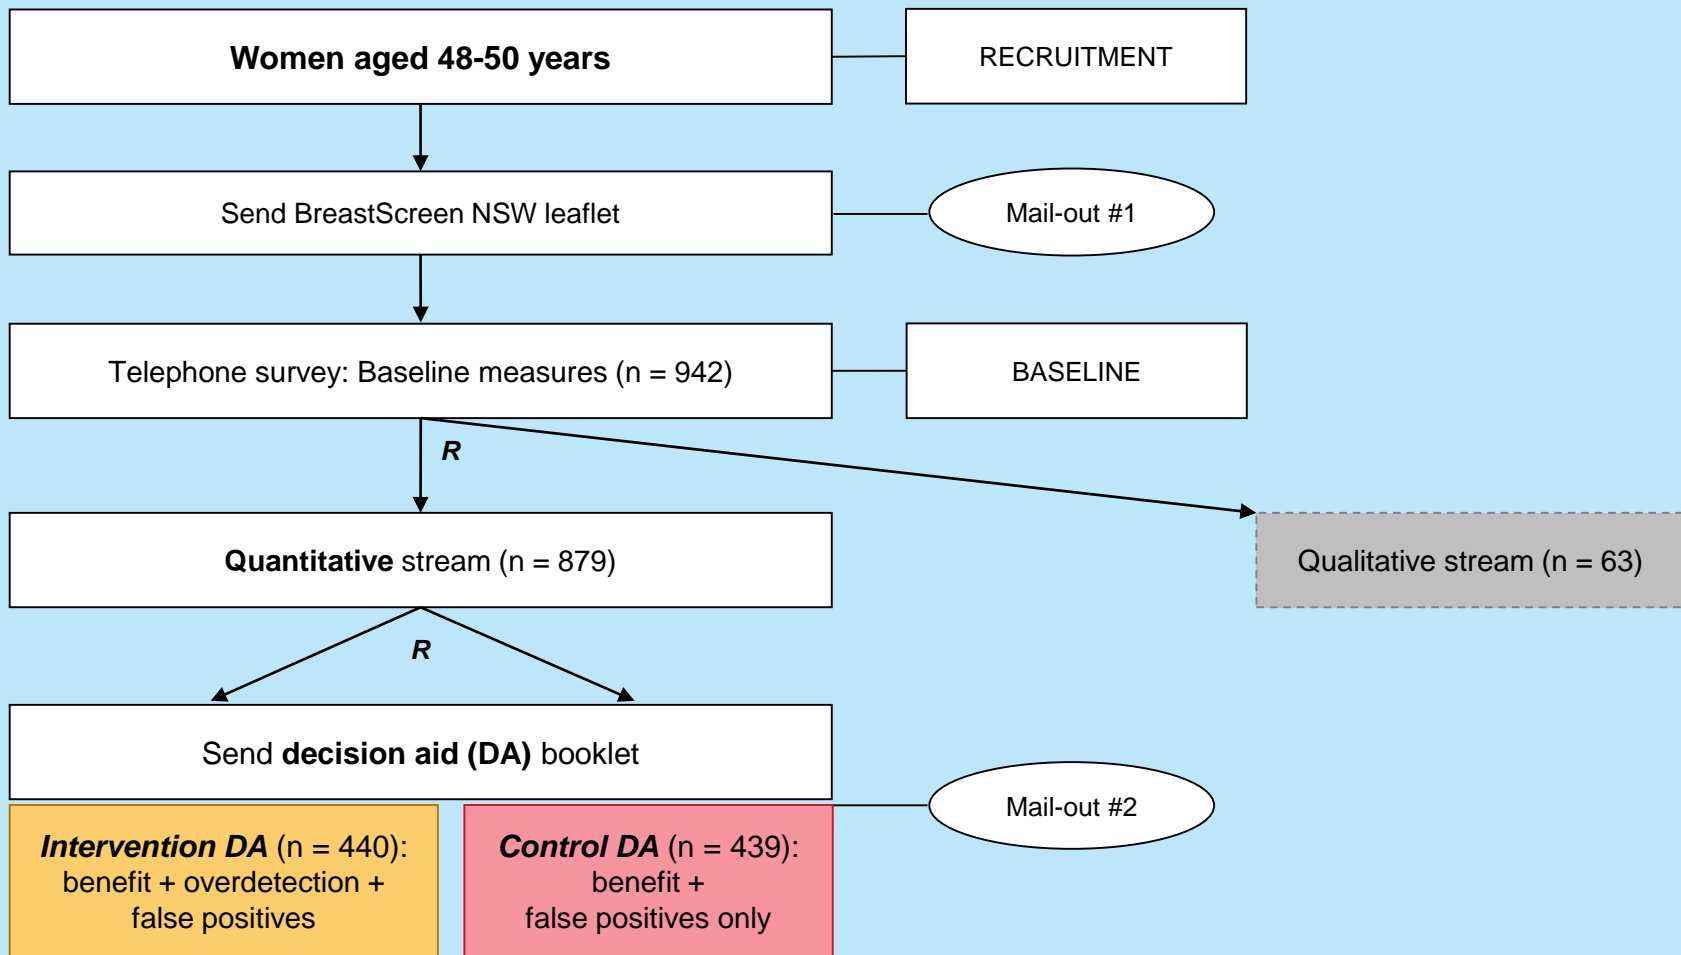 Women aged 48-50 years
RECRUITMENT
Send BreastScreen NSW leaflet
Mail-out #1
Telephone survey: Baseline measures (n = 942)
BASELINE
R
Quantitative stream (n = 879)
Qualitative stream (n = 63)
R
Send decision aid (DA) booklet
Mail-out #2
Intervention DA (n = 440):
benefit + overdetection +
false positives
Control DA (n = 439):
benefit +
false positives only